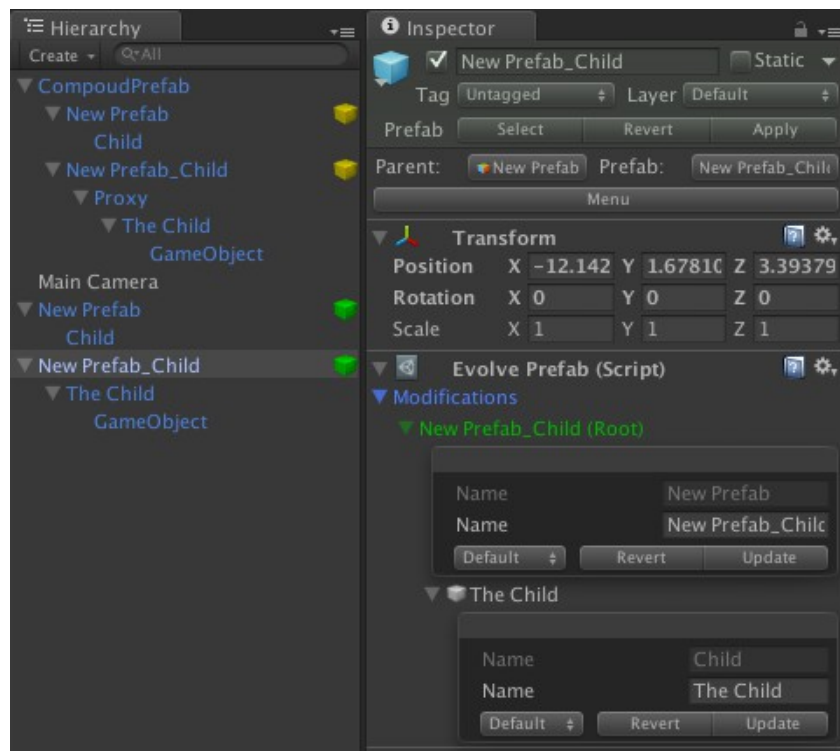 Hierarchy
Create
All
CompoudPrefab
New Prefab
Child
New Prefab_Child
Proxy
The Child
GameObject
Main Camera
New Prefab
Child
New Prefab_Child
The Child
GameObject
Inspector
New Prefab_Child Static
Tag Untagged Layer Default
Prefab Select Revert Apply
Parent: New Prefab Prefab: New Prefab_Chil
Menu
Transform
Position X -12.142 Y 1.6781 Z 3.39379
Rotation X 0 Y 0 Z 0
Scale X 1 Y 1 Z 1
Evolve Prefab (Script)
Modifications
New Prefab_Child (Root)
Name New Prefab
Name New Prefab_Chil
Default Revert Update
The Child
Name Child
Name The Child
Default Revert Update